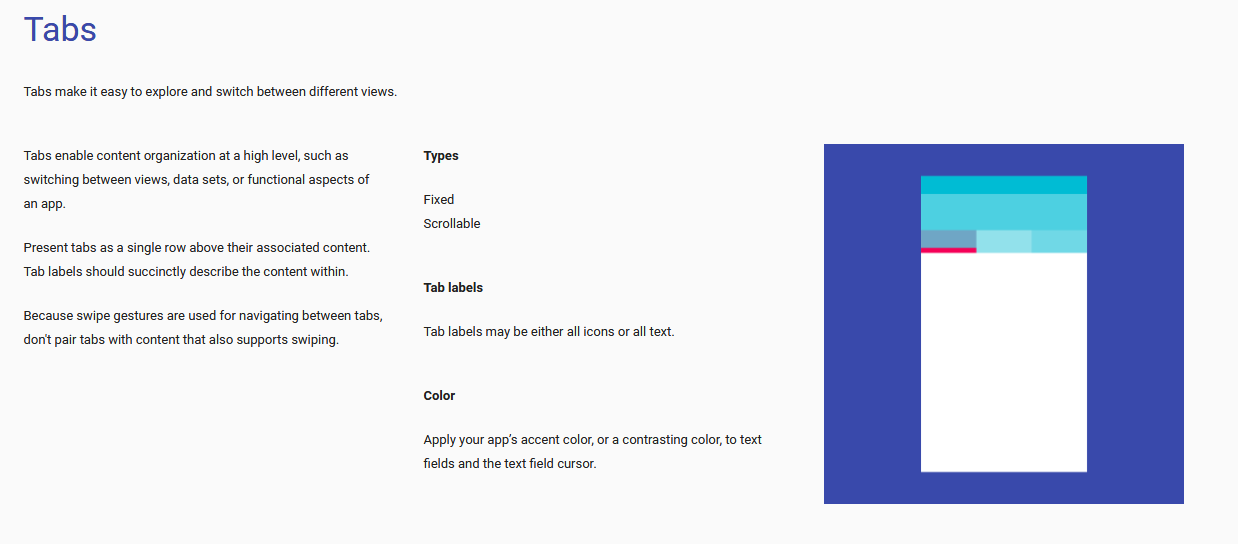 Tabs
Tabs make it easy to explore and switch between different views.
Tabs enable content organization at a high level, such as
switching between views, data sets, or functional aspects of
an app.
Present tabs as a single row above their associated content.
Tab labels should succinctly describe the content within.
Because swipe gestures are used for navigating between tabs,
don't pair tabs with content that also supports swiping.
Types
Fixed
Scrollable
Tab labels
Tab labels may be either all icons or all text.
Color
Apply your app’s accent color, or a contrasting color, to text
fields and the text field cursor.